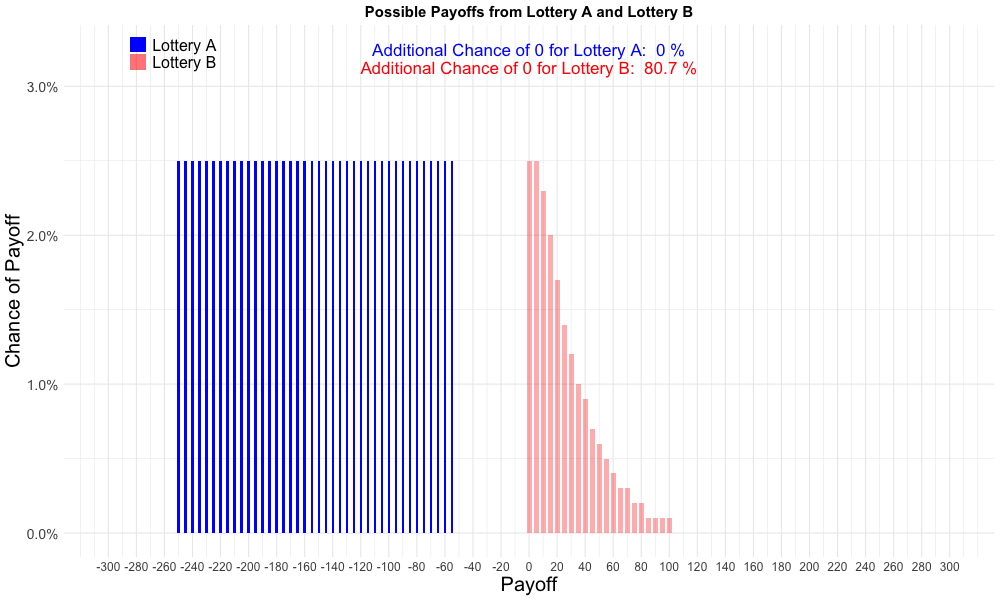 Possible Payoffs from Lottery A and Lottery B
Lottery A
Lottery B
Additional Chance of 0 for Lottery A:  0 %
Additional Chance of 0 for Lottery B:  80.7 %
Chance of Payoff
3.0%
2.0%
1.0%
0.0%
-300 -280 -260 -240 -220 -200 -180 -160 -140 -120 -100 -80 -60 -40 -20 0 20 40 60 80 100 120 140 160 180 200 220 240 260 280 300
Payoff